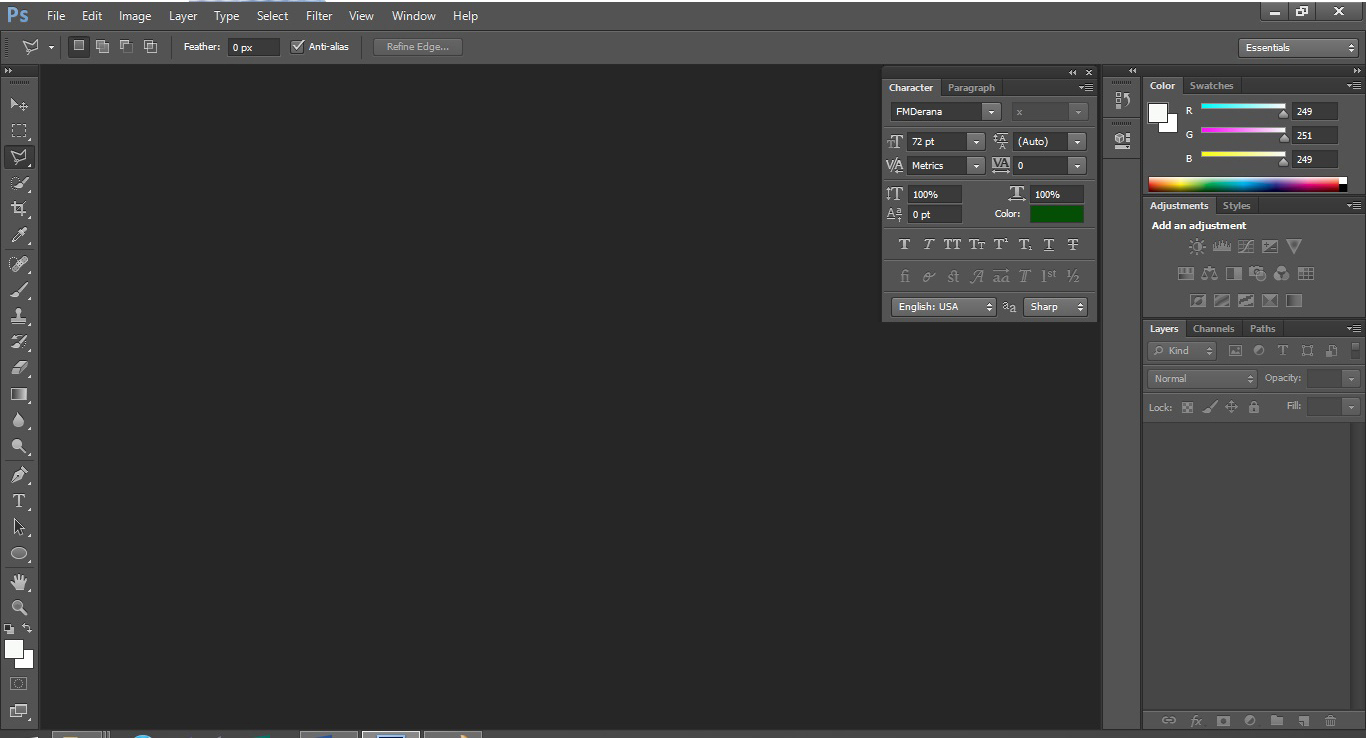 Ps File Edit Image Layer Type Select Filter View Window Help
Feather: 0 px Anti-alias Refine Edge... Essentials
Character Paragraph
FMDerana x
72 pt (Auto)
Metrics 0
100% 100%
0 pt Color:
T T TT Tt T¹ T₁ T T
fi st A aa T 1st ½
English: USA aa Sharp
Color Swatches
R 249
G 251
B 249
Adjustments Styles
Add an adjustment
Layers Channels Paths
Kind
Normal Opacity:
Lock: Fill:
fx